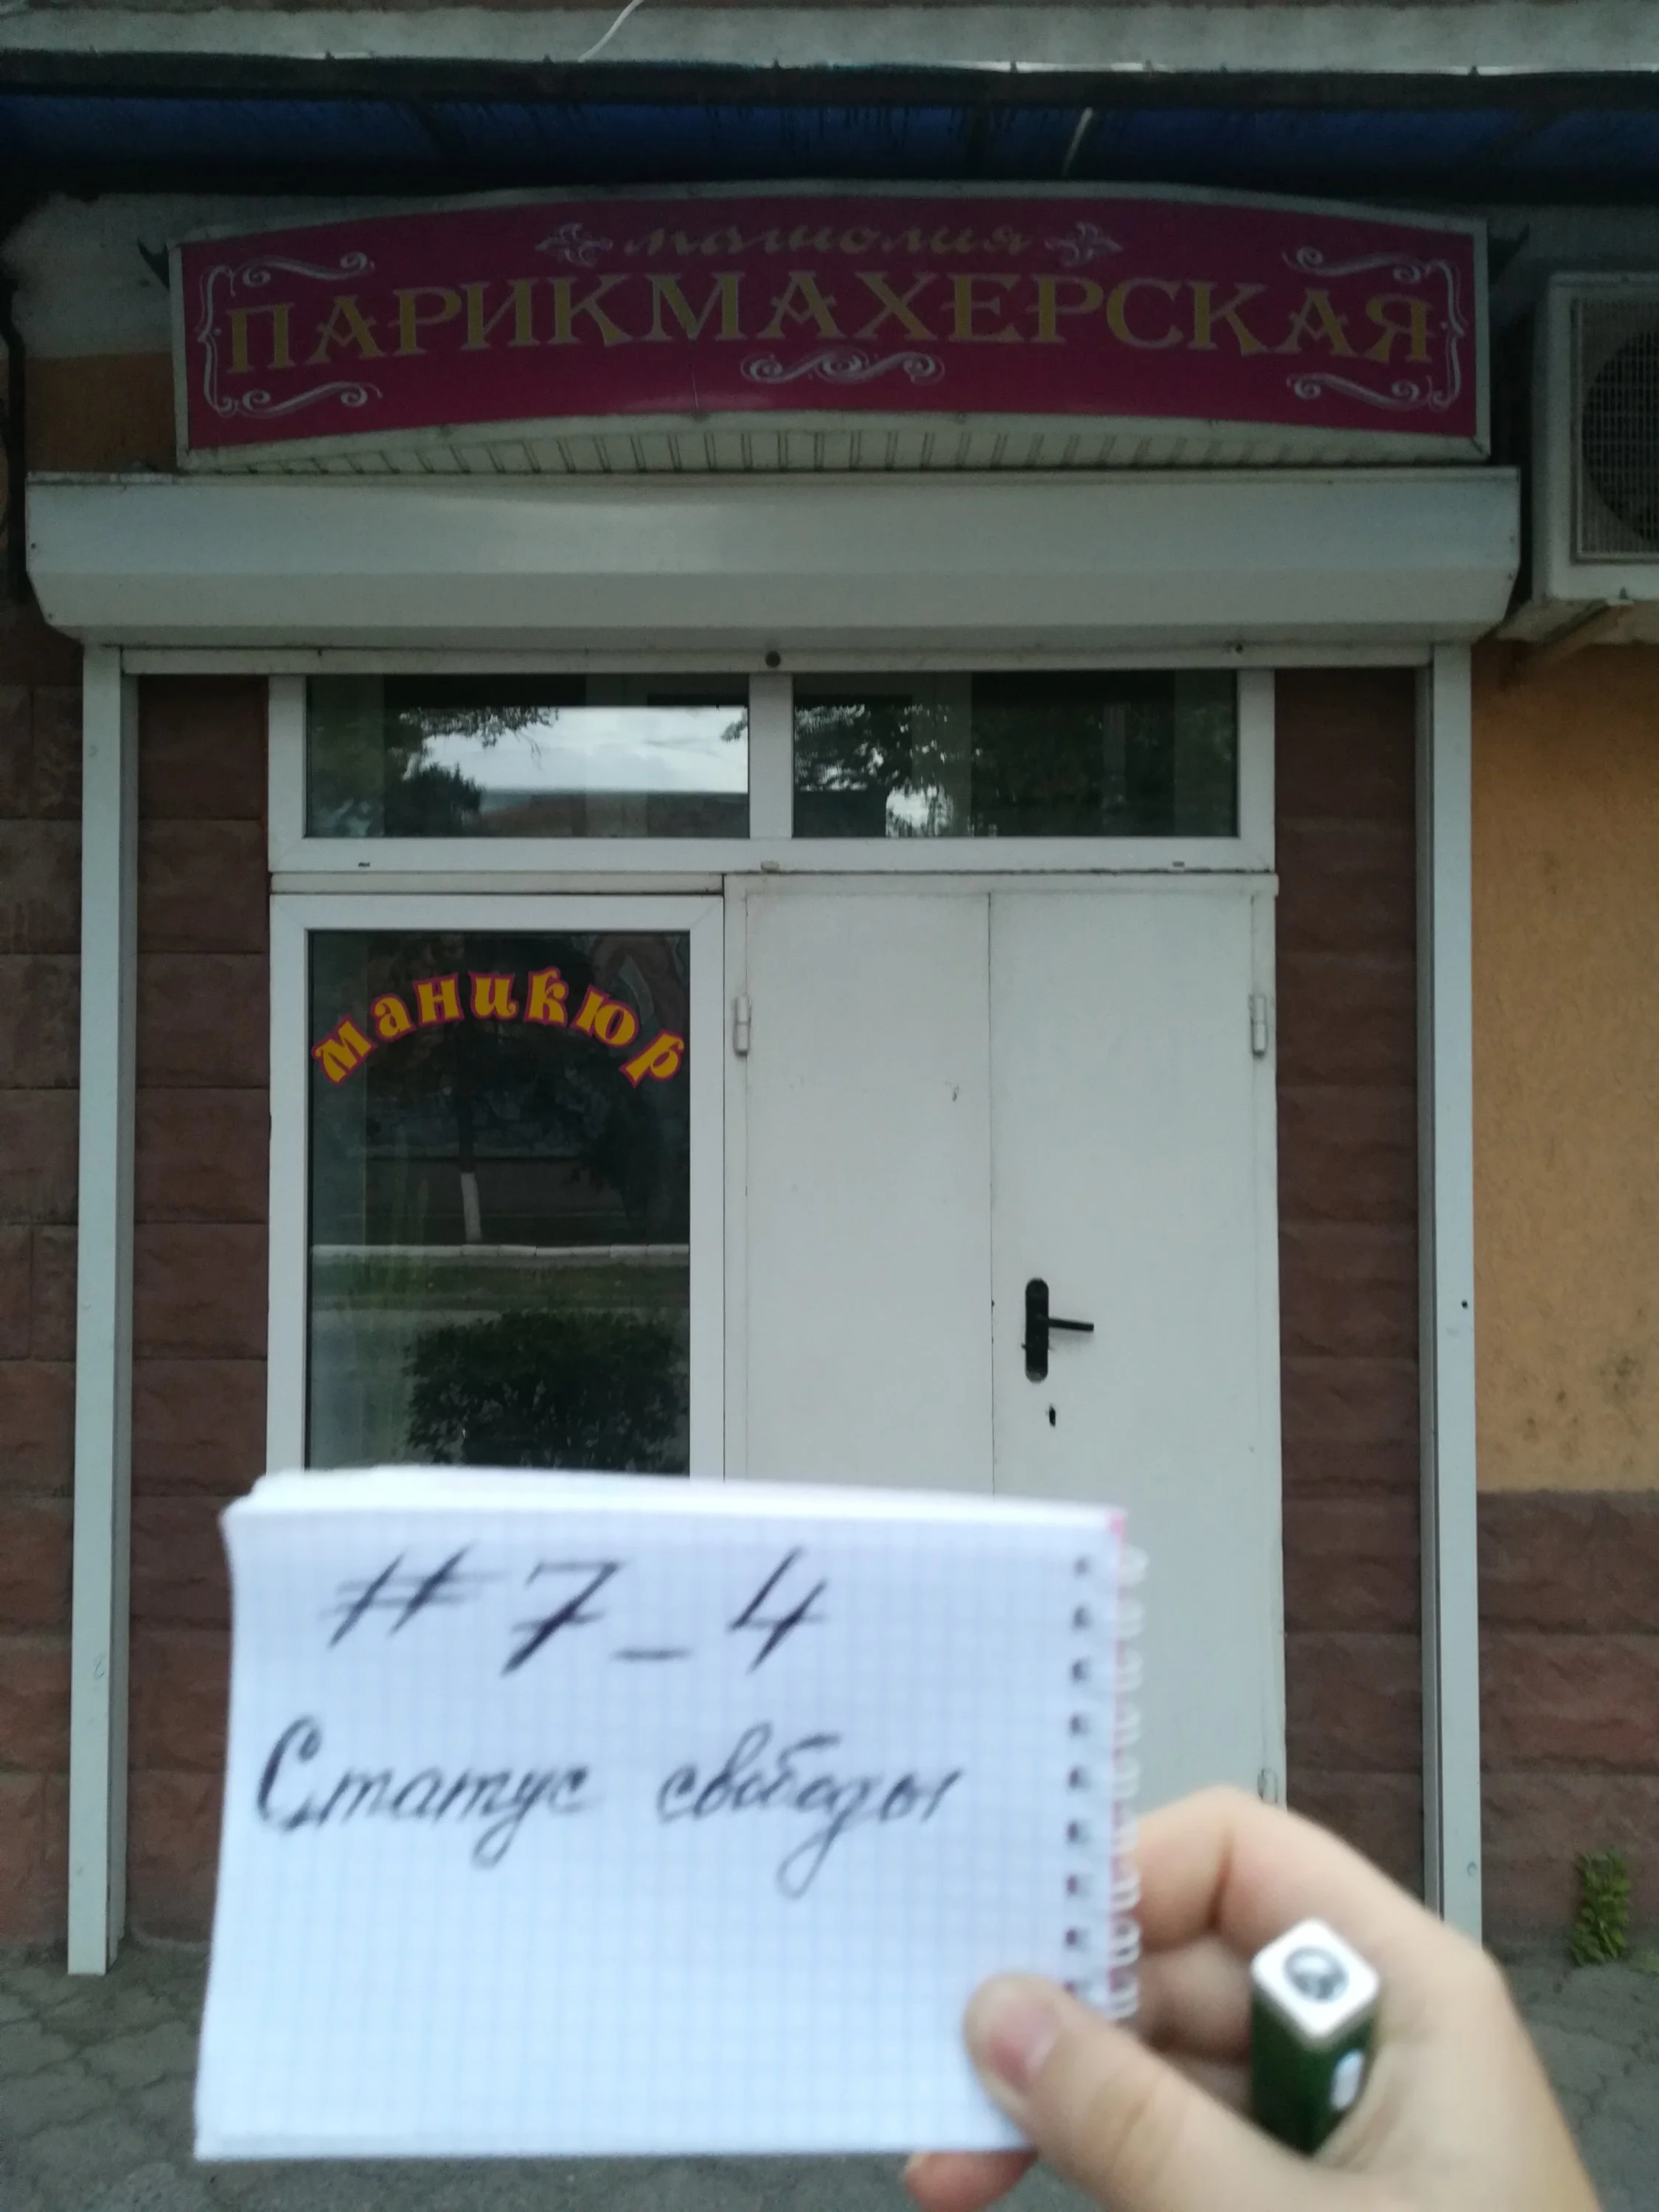 магнолия
ПАРИКМАХЕРСКАЯ
маникюр
#7_4
Статус свободы